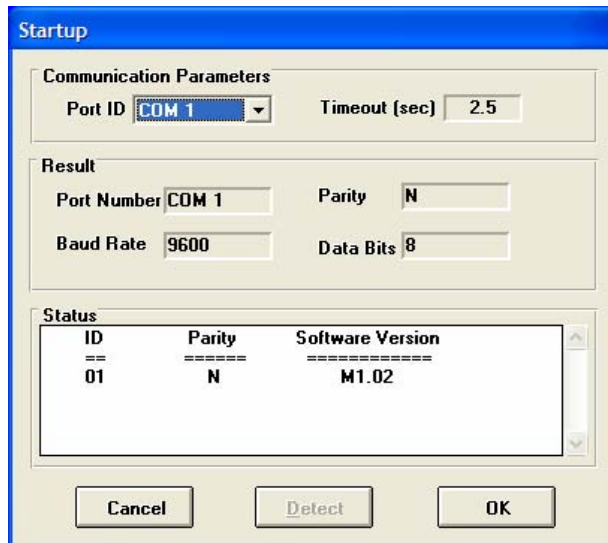 Startup
Communication Parameters
Port ID COM 1 Timeout (sec) 2.5
Result
Port Number COM 1 Parity N
Baud Rate 9600 Data Bits 8
Status
ID Parity Software Version
== ====== ============
01 N M1.02
Cancel Detect OK